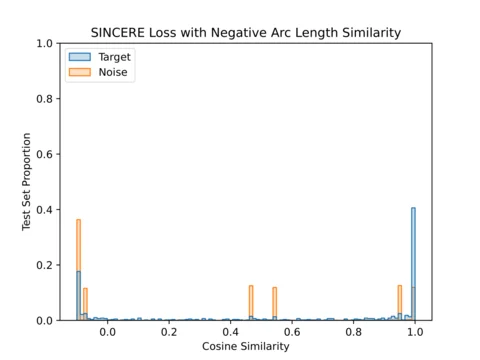 SINCERE Loss with Negative Arc Length Similarity
1.0
Target
Noise
0.8
0.6
0.4
0.2
0.0
Test Set Proportion
0.0 0.2 0.4 0.6 0.8 1.0
Cosine Similarity